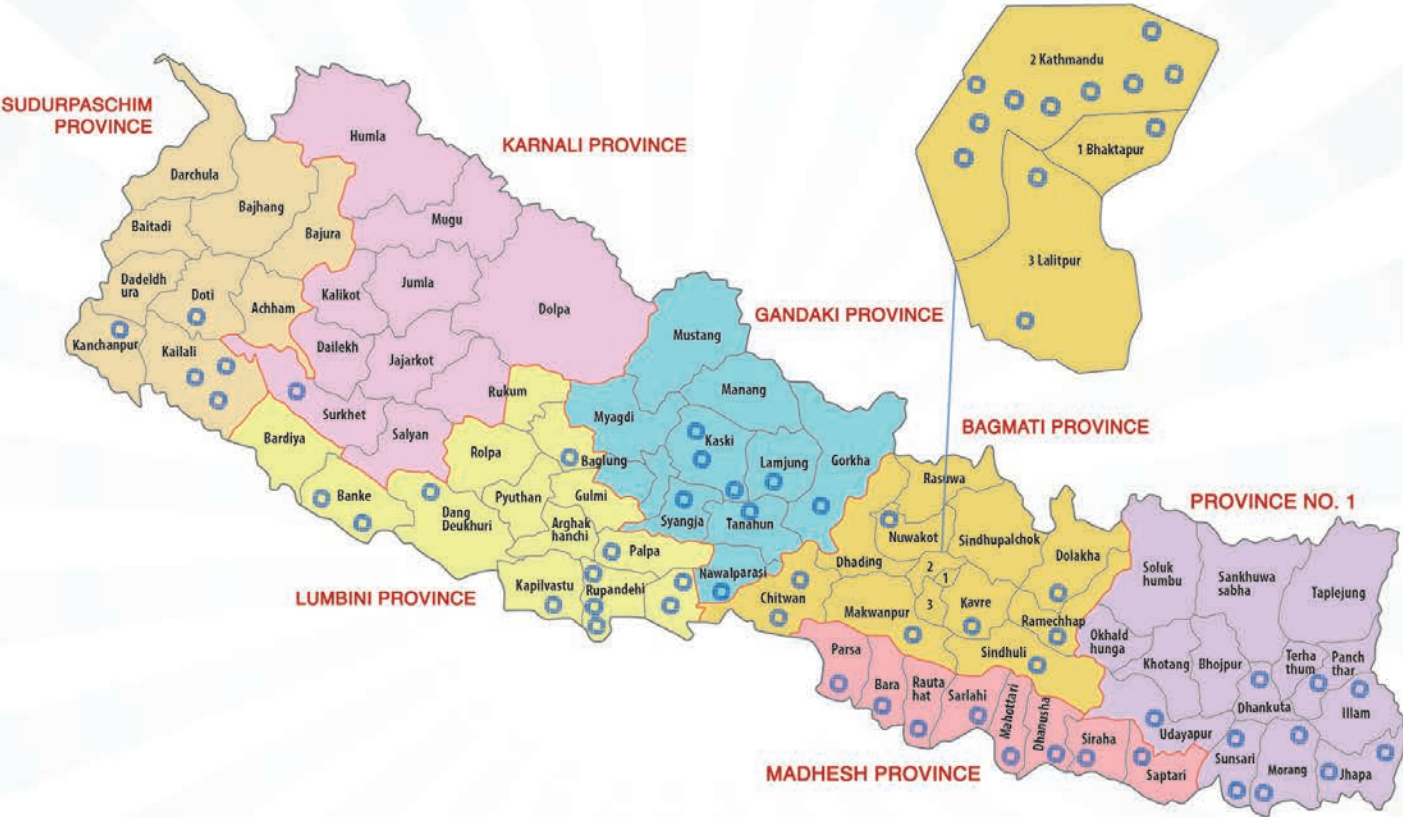 SUDURPASCHIM
PROVINCE
Darchula
Bajhang
Baitadi
Bajura
Dadeldh
ura
Doti
Achham
Kanchanpur
Kailali
KARNALI PROVINCE
Humla
Mugu
Kalikot
Jumla
Dolpa
Dailekh
Jajarkot
Rukum
Surkhet
Salyan
LUMBINI PROVINCE
Bardiya
Banke
Rolpa
Dang
Deukhuri
Pyuthan
Gulmi
Arghak
hanchi
Palpa
Kapilvastu
Rupandehi
GANDAKI PROVINCE
Mustang
Manang
Myagdi
Kaski
Baglung
Lamjung
Gorkha
Syangja
Tanahun
Nawalparasi
BAGMATI PROVINCE
2 Kathmandu
1 Bhaktapur
3 Lalitpur
Rasuwa
Nuwakot
Sindhupalchok
Dhading
Dolakha
2
1
3
Kavre
Chitwan
Makwanpur
Ramechhap
Sindhuli
MADHESH PROVINCE
Parsa
Bara
Rauta
hat
Sarlahi
Mahottari
Dhanusha
Siraha
Saptari
PROVINCE NO. 1
Soluk
humbu
Sankhuwa
sabha
Taplejung
Okhald
hunga
Khotang
Bhojpur
Terha
thum
Panch
thar
Dhankuta
Illam
Udayapur
Sunsari
Morang
Jhapa